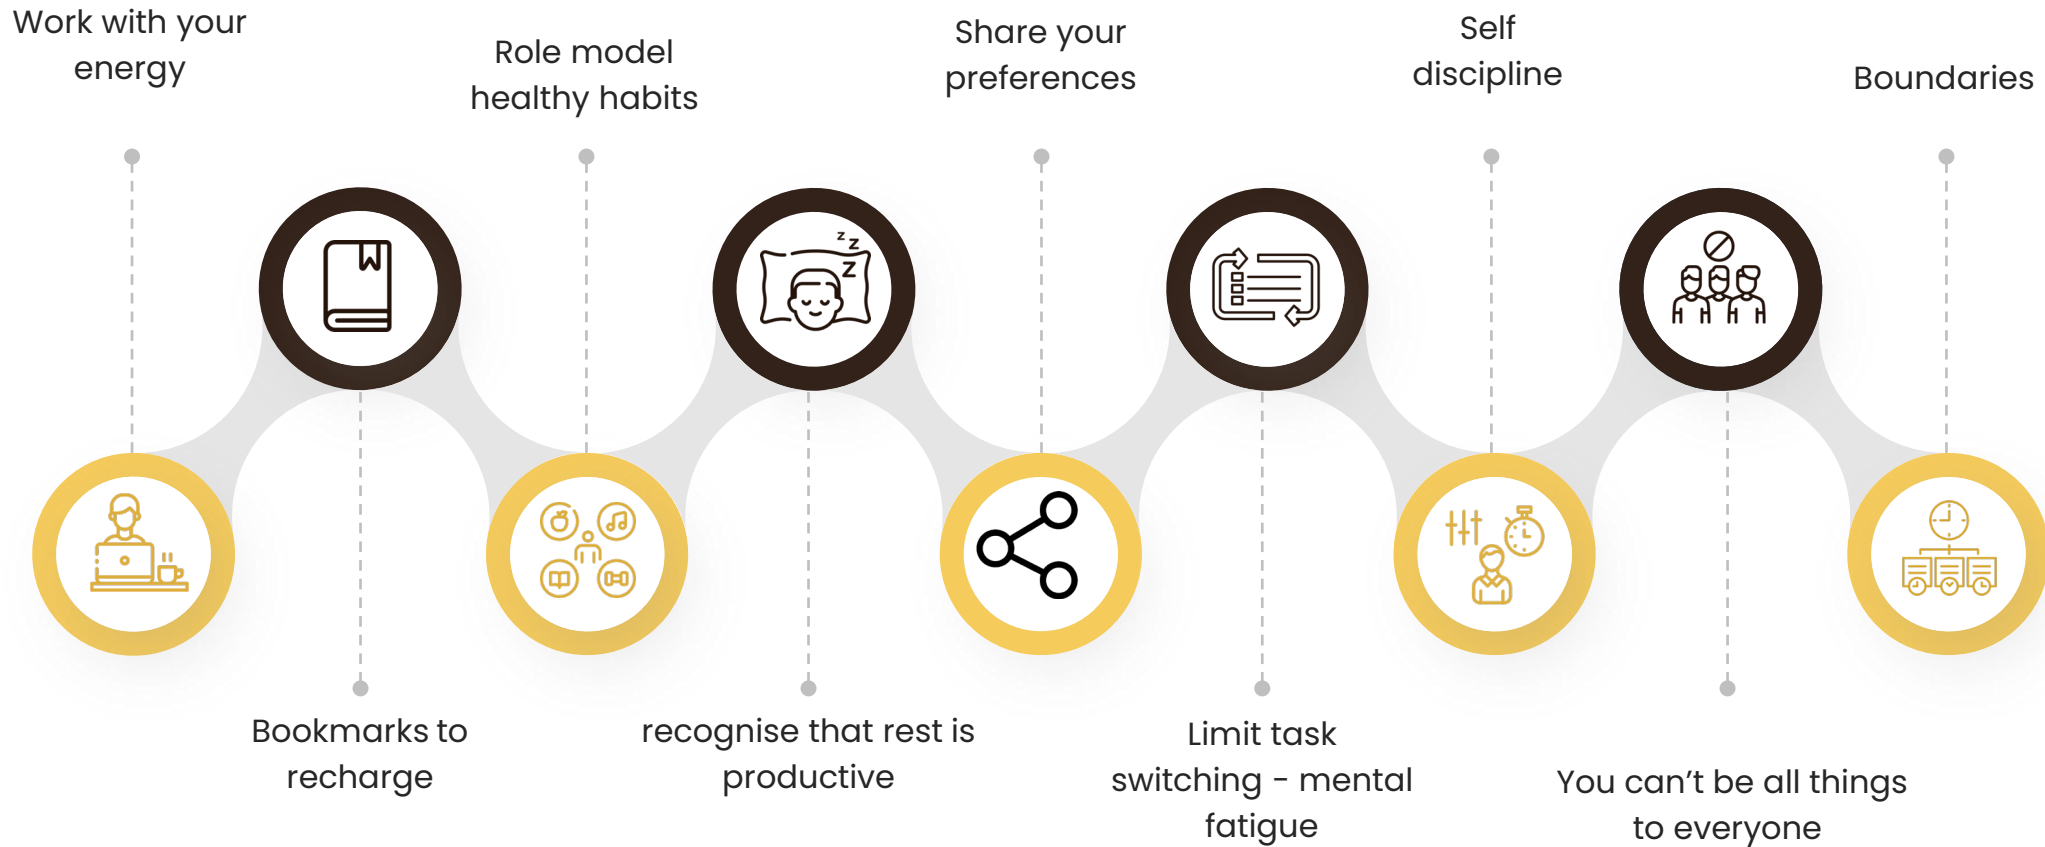 Work with your
energy
Role model
healthy habits
Share your
preferences
Self
discipline
Boundaries
z
z
z
Bookmarks to
recharge
recognise that rest is
productive
Limit task
switching - mental
fatigue
You can’t be all things
to everyone